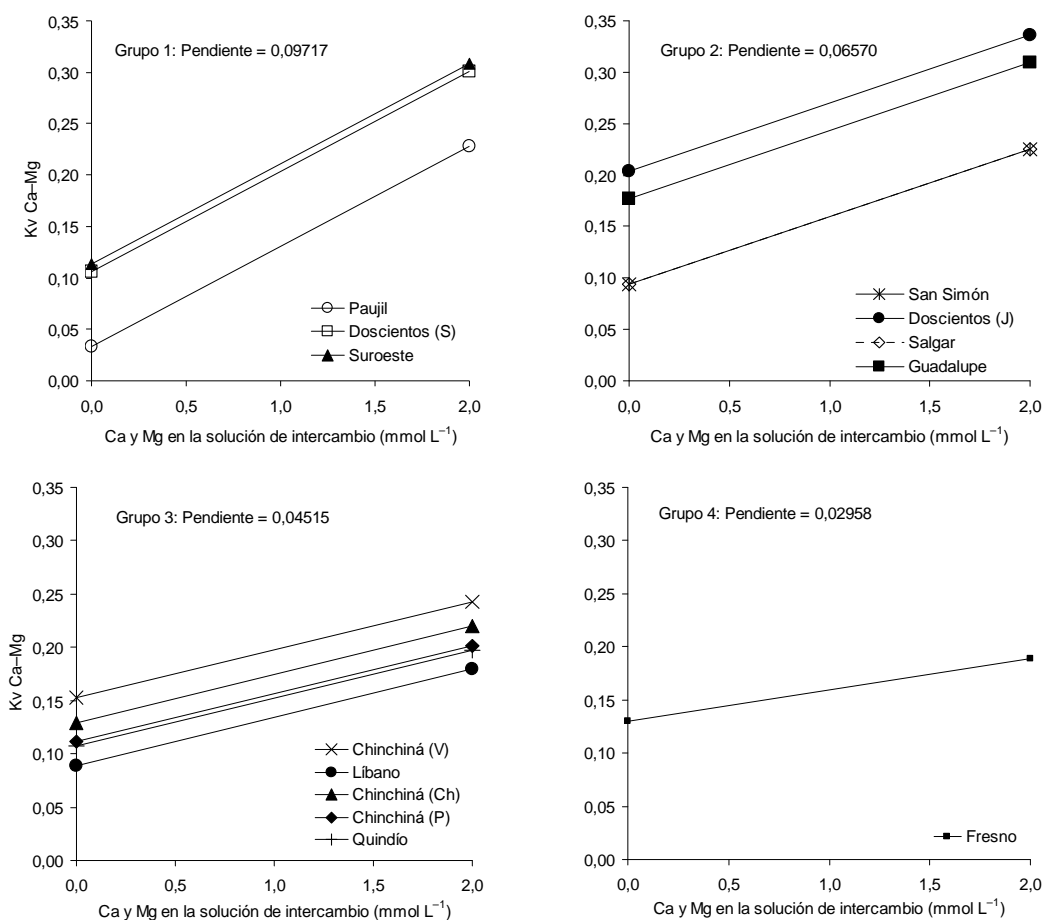 Grupo 1: Pendiente = 0,09717
Kv Ca–Mg
0,35
0,30
0,25
0,20
0,15
0,10
0,05
0,00
Paujil
Doscientos (S)
Suroeste
0,0 0,5 1,0 1,5 2,0
Ca y Mg en la solución de intercambio (mmol L⁻¹)
Grupo 2: Pendiente = 0,06570
0,35
0,30
0,25
0,20
0,15
0,10
0,05
0,00
San Simón
Doscientos (J)
Salgar
Guadalupe
0,0 0,5 1,0 1,5 2,0
Ca y Mg en la solución de intercambio (mmol L⁻¹)
Grupo 3: Pendiente = 0,04515
Kv Ca–Mg
0,35
0,30
0,25
0,20
0,15
0,10
0,05
0,00
Chinchiná (V)
Líbano
Chinchiná (Ch)
Chinchiná (P)
Quindío
0,0 0,5 1,0 1,5 2,0
Ca y Mg en la solución de intercambio (mmol L⁻¹)
Grupo 4: Pendiente = 0,02958
0,35
0,30
0,25
0,20
0,15
0,10
0,05
0,00
Fresno
0,0 0,5 1,0 1,5 2,0
Ca y Mg en la solución de intercambio (mmol L⁻¹)